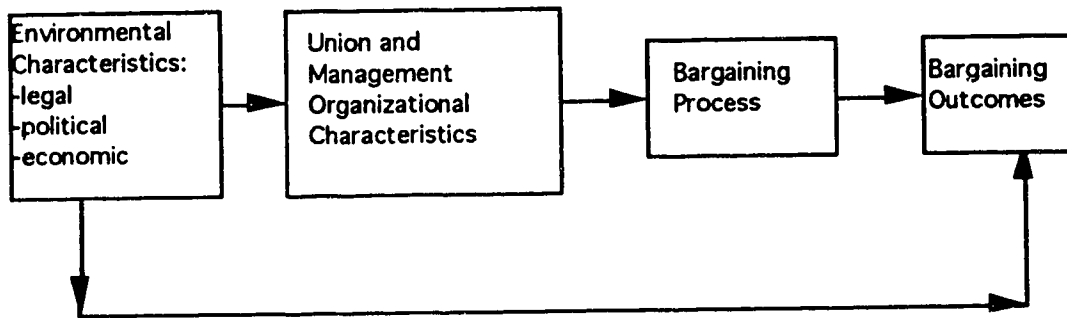 Environmental
Characteristics:
-legal
-political
-economic
Union and
Management
Organizational
Characteristics
Bargaining
Process
Bargaining
Outcomes